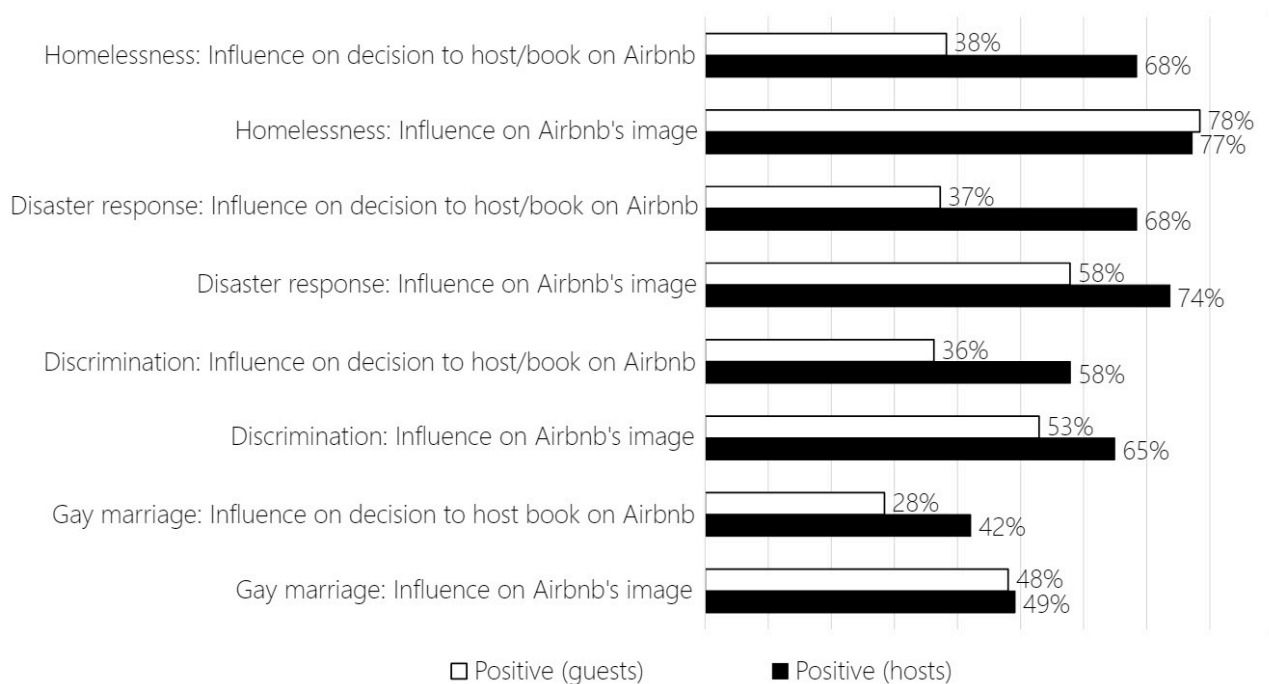 Homelessness: Influence on decision to host/book on Airbnb
38%
68%
Homelessness: Influence on Airbnb's image
78%
77%
Disaster response: Influence on decision to host/book on Airbnb
37%
68%
Disaster response: Influence on Airbnb's image
58%
74%
Discrimination: Influence on decision to host/book on Airbnb
36%
58%
Discrimination: Influence on Airbnb's image
53%
65%
Gay marriage: Influence on decision to host book on Airbnb
28%
42%
Gay marriage: Influence on Airbnb's image
48%
49%
Positive (guests)
Positive (hosts)